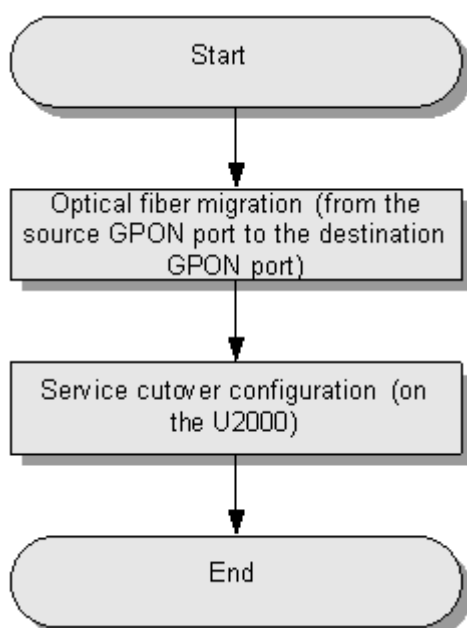 Start
Optical fiber migration (from the
source GPON port to the destination
GPON port)
Service cutover configuration (on
the U2000)
End